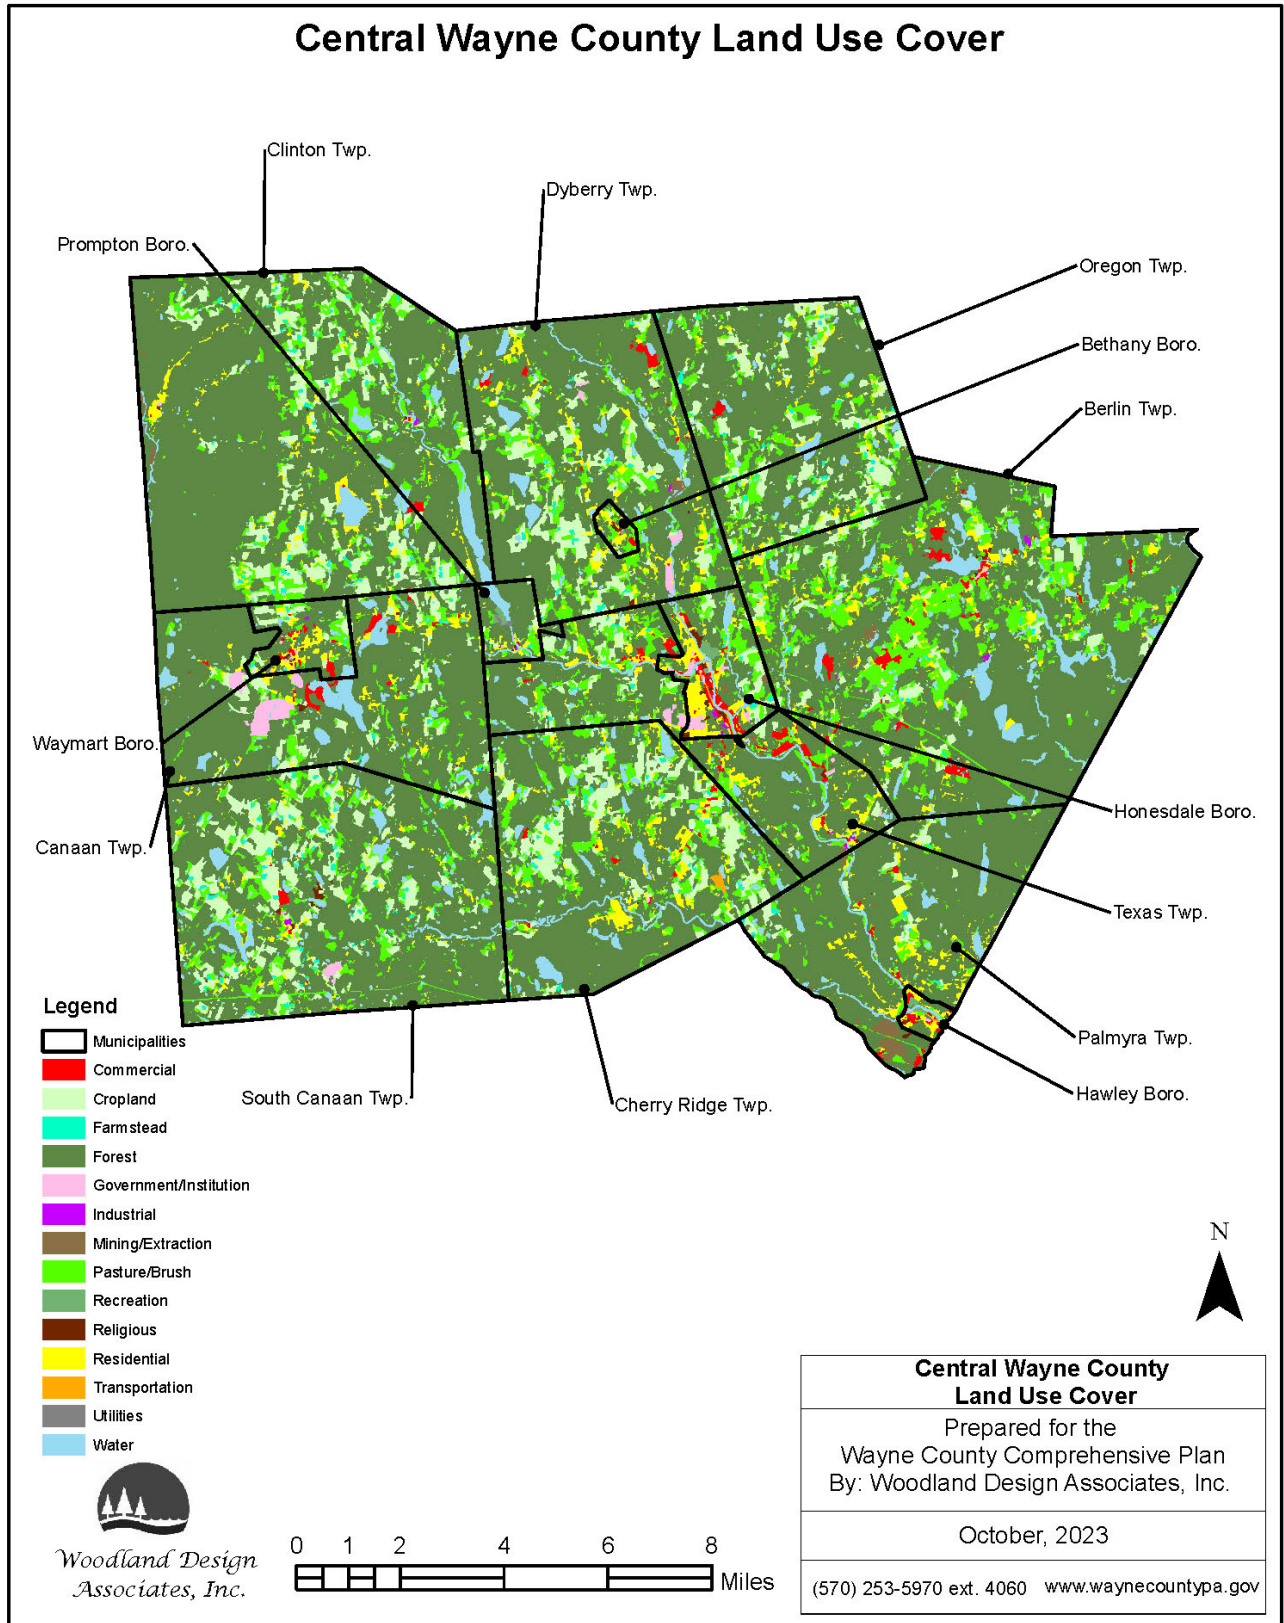 Central Wayne County Land Use Cover
Clinton Twp.
Dyberry Twp.
Prompton Boro.
Oregon Twp.
Bethany Boro.
Berlin Twp.
Waymart Boro.
Honesdale Boro.
Canaan Twp.
Texas Twp.
Palmyra Twp.
Hawley Boro.
South Canaan Twp.
Cherry Ridge Twp.
Legend
Municipalities
Commercial
Cropland
Farmstead
Forest
Government/Institution
Industrial
Mining/Extraction
Pasture/Brush
Recreation
Religious
Residential
Transportation
Utilities
Water
N
Woodland Design
Associates, Inc.
0 1 2 4 6 8
Miles
Central Wayne County
Land Use Cover
Prepared for the
Wayne County Comprehensive Plan
By: Woodland Design Associates, Inc.
October, 2023
(570) 253-5970 ext. 4060 www.waynecountypa.gov